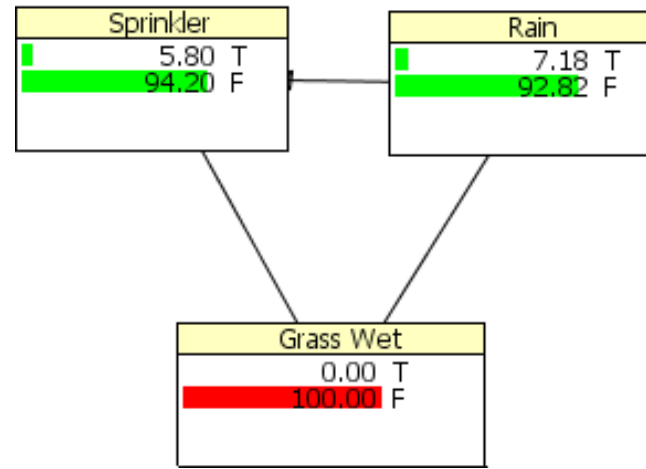 Sprinkler
5.80 T
94.20 F
Rain
7.18 T
92.82 F
Grass Wet
0.00 T
100.00 F